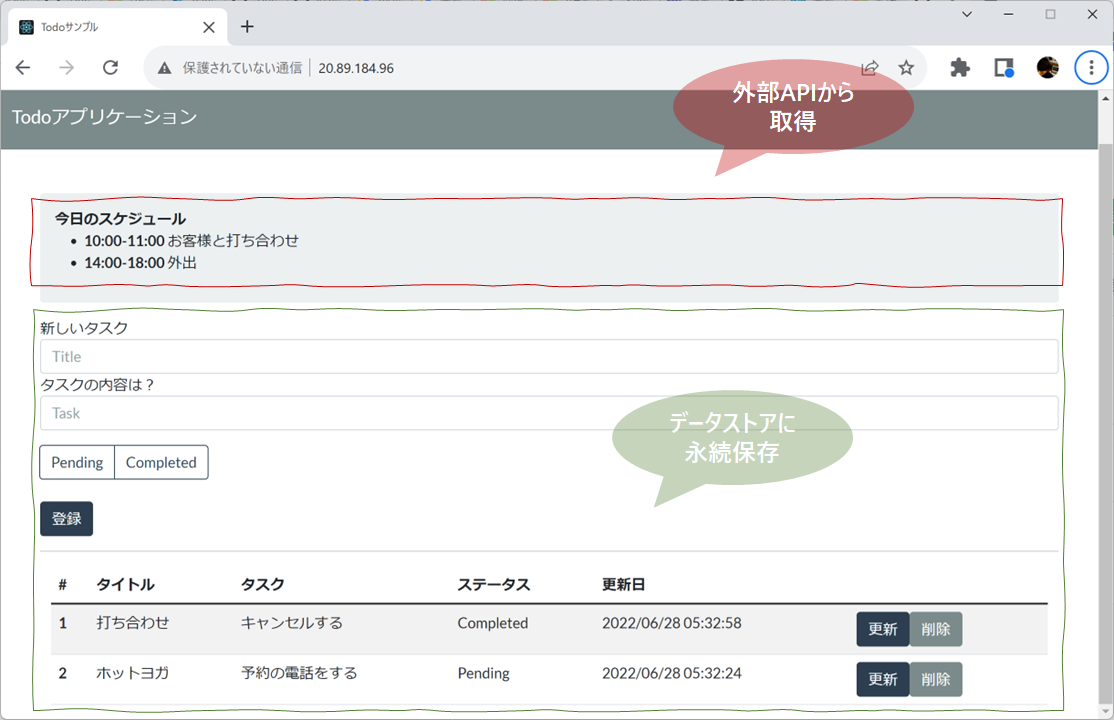 Todoサンプル
保護されていない通信 20.89.184.96
外部APIから
取得
Todoアプリケーション
今日のスケジュール
• 10:00-11:00 お客様と打ち合わせ
• 14:00-18:00 外出
新しいタスク
Title
タスクの内容は？
Task
データストアに
永続保存
Pending Completed
登録
# タイトル タスク ステータス 更新日
1 打ち合わせ キャンセルする Completed 2022/06/28 05:32:58 更新 削除
2 ホットヨガ 予約の電話をする Pending 2022/06/28 05:32:24 更新 削除